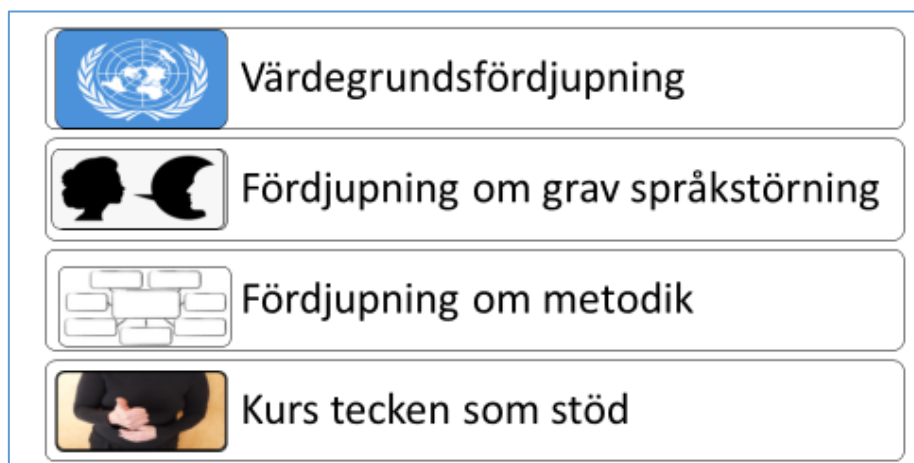 Värdegrundsfördjupning
Fördjupning om grav språkstörning
Fördjupning om metodik
Kurs tecken som stöd